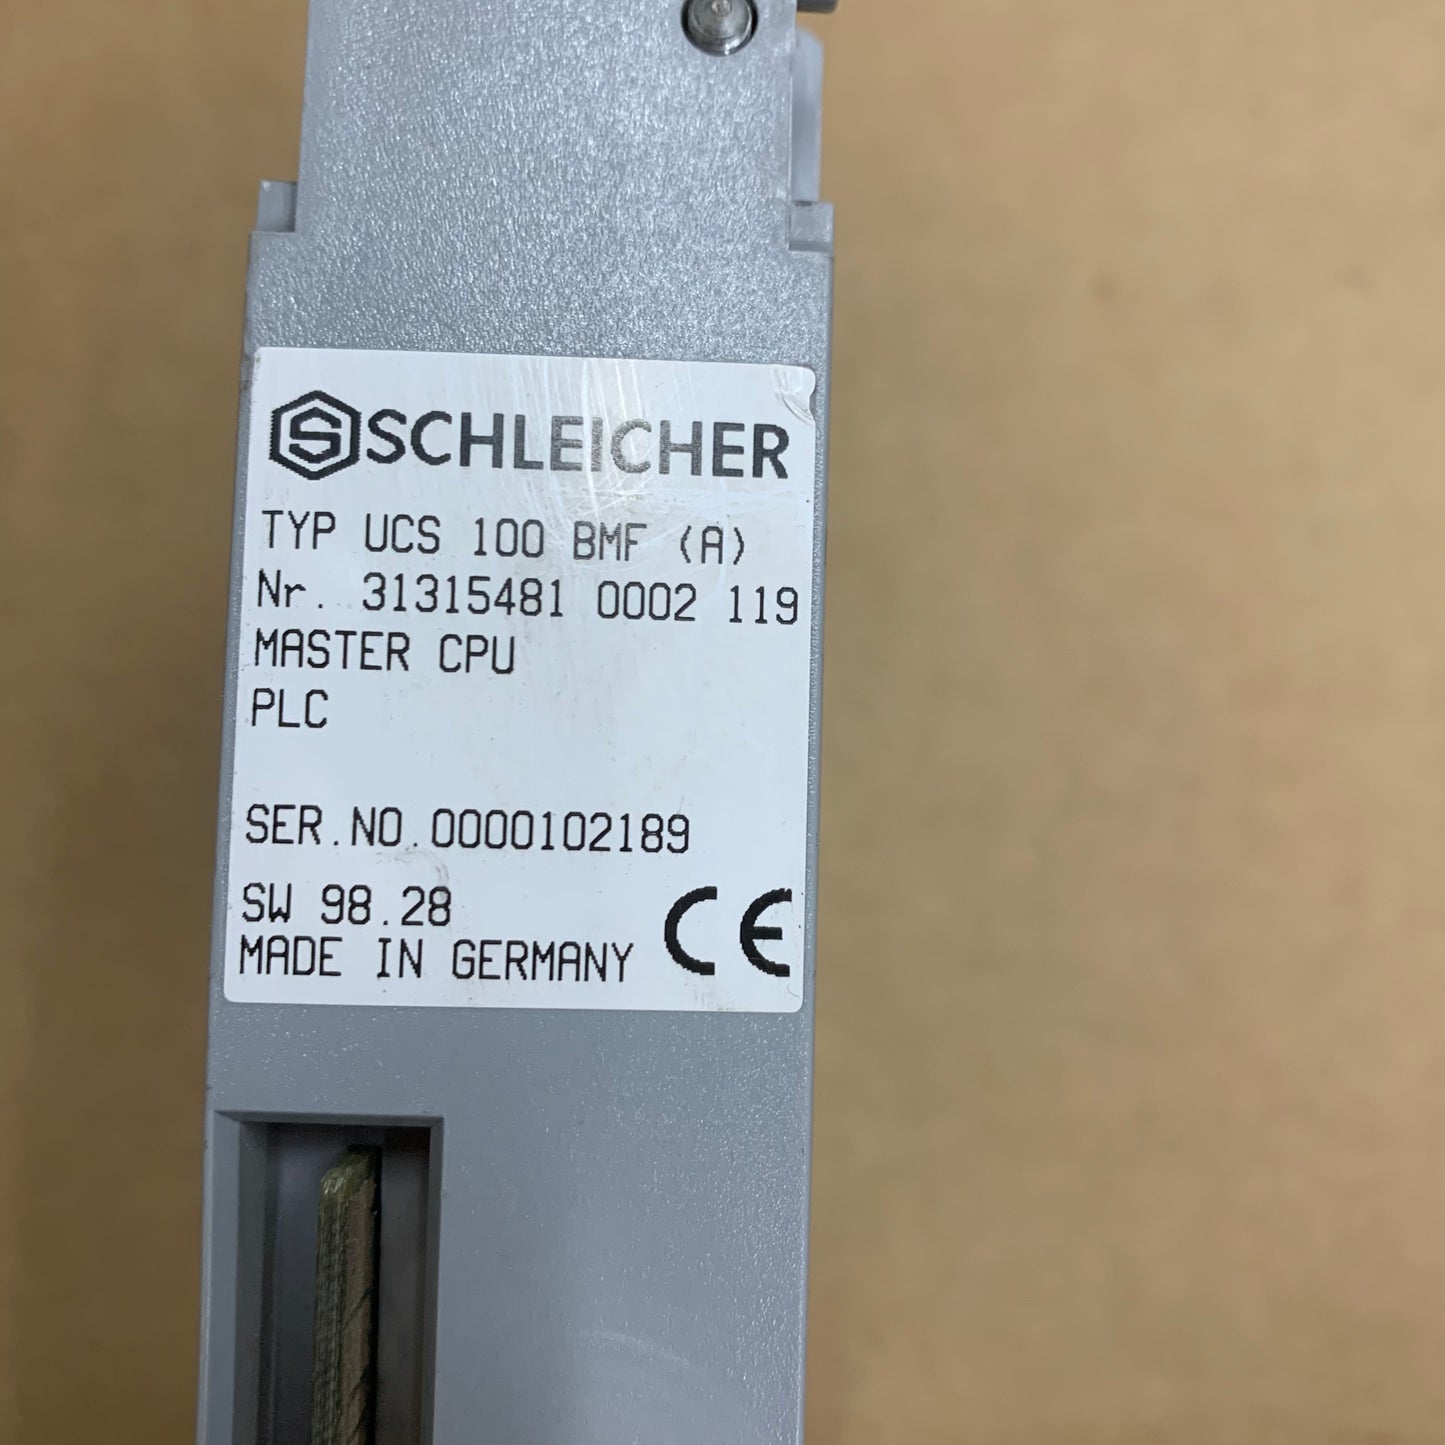 SCHLEICHER
TYP UCS 100 BMF (A)
Nr. 31315481 0002 119
MASTER CPU
PLC
SER.NO.0000102189
SW 98.28
MADE IN GERMANY CE